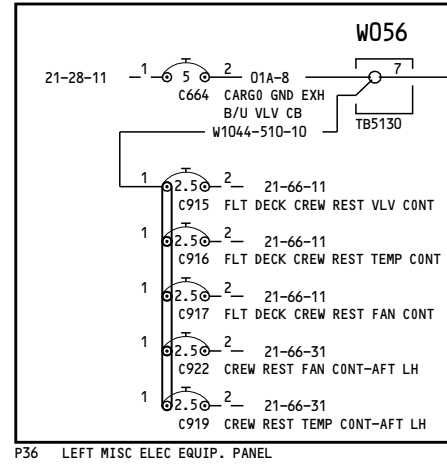 W056
21-28-11 1 5 2 01A-8 7
C664 CARGO GND EXH
B/U VLV CB
TB5130
W1044-510-10
1 2.5 2 21-66-11
C915 FLT DECK CREW REST VLV CONT
1 2.5 2 21-66-11
C916 FLT DECK CREW REST TEMP CONT
1 2.5 2 21-66-11
C917 FLT DECK CREW REST FAN CONT
1 2.5 2 21-66-31
C922 CREW REST FAN CONT-AFT LH
1 2.5 2 21-66-31
C919 CREW REST TEMP CONT-AFT LH
P36 LEFT MISC ELEC EQUIP. PANEL